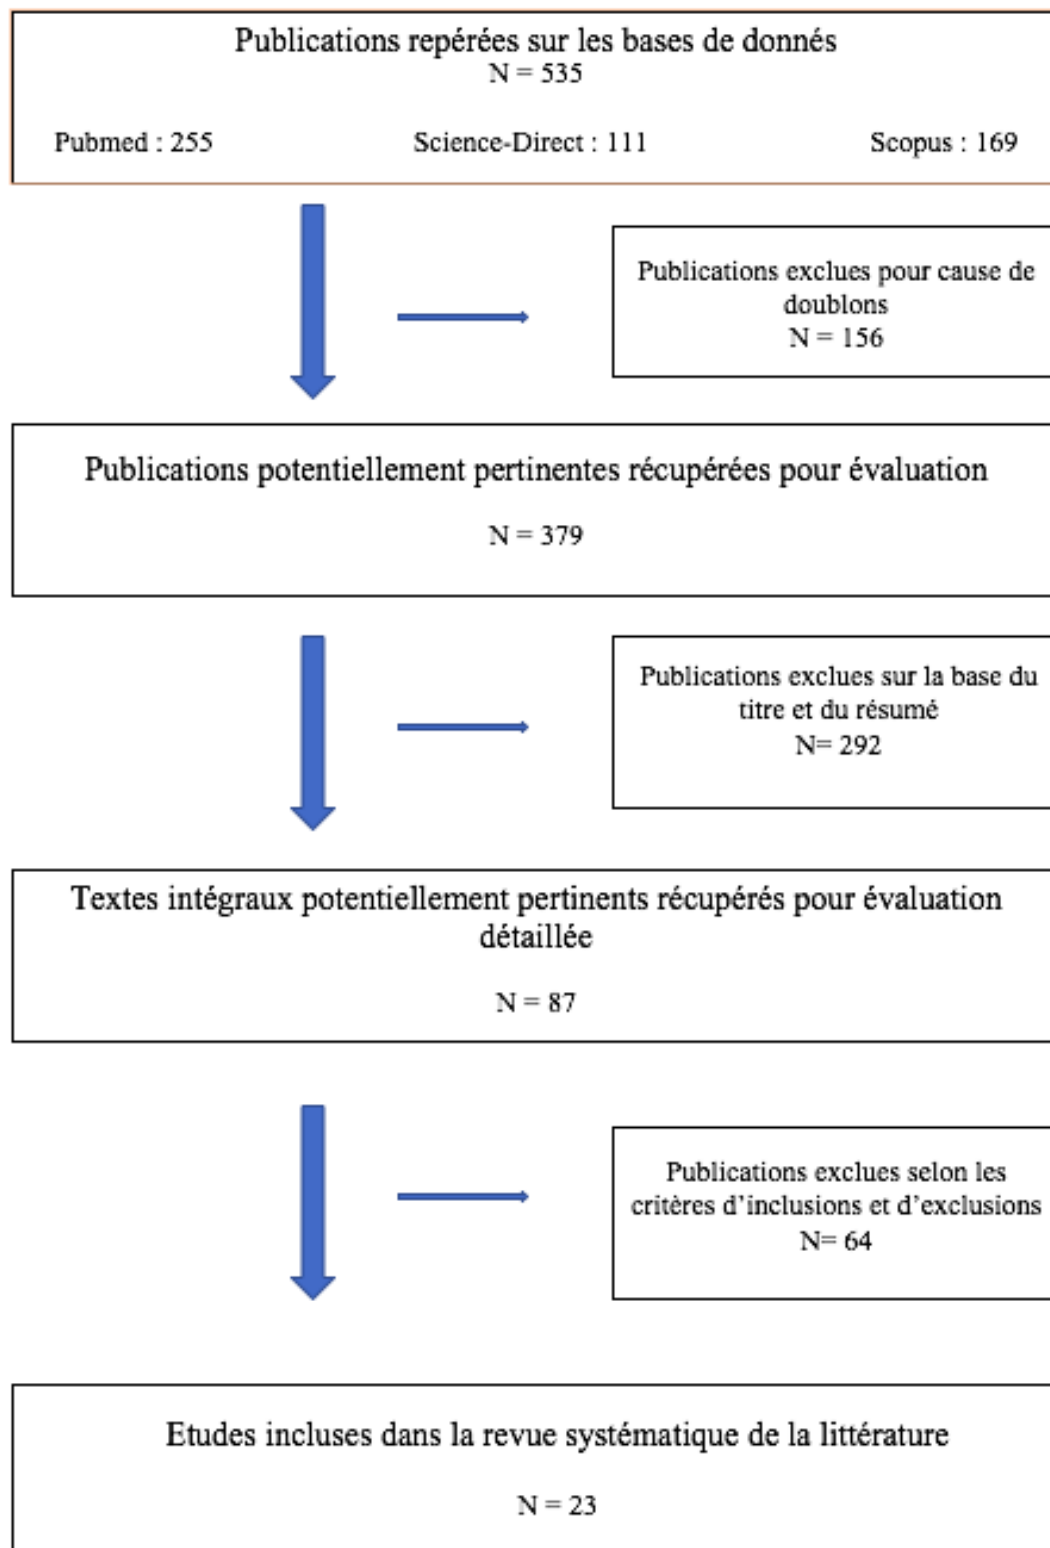 Publications repérées sur les bases de donnés
N = 535
Pubmed : 255 Science-Direct : 111 Scopus : 169
Publications exclues pour cause de
doublons
N = 156
Publications potentiellement pertinentes récupérées pour évaluation
N = 379
Publications exclues sur la base du
titre et du résumé
N= 292
Textes intégraux potentiellement pertinents récupérés pour évaluation
détaillée
N = 87
Publications exclues selon les
critères d'inclusions et d'exclusions
N= 64
Etudes incluses dans la revue systématique de la littérature
N = 23